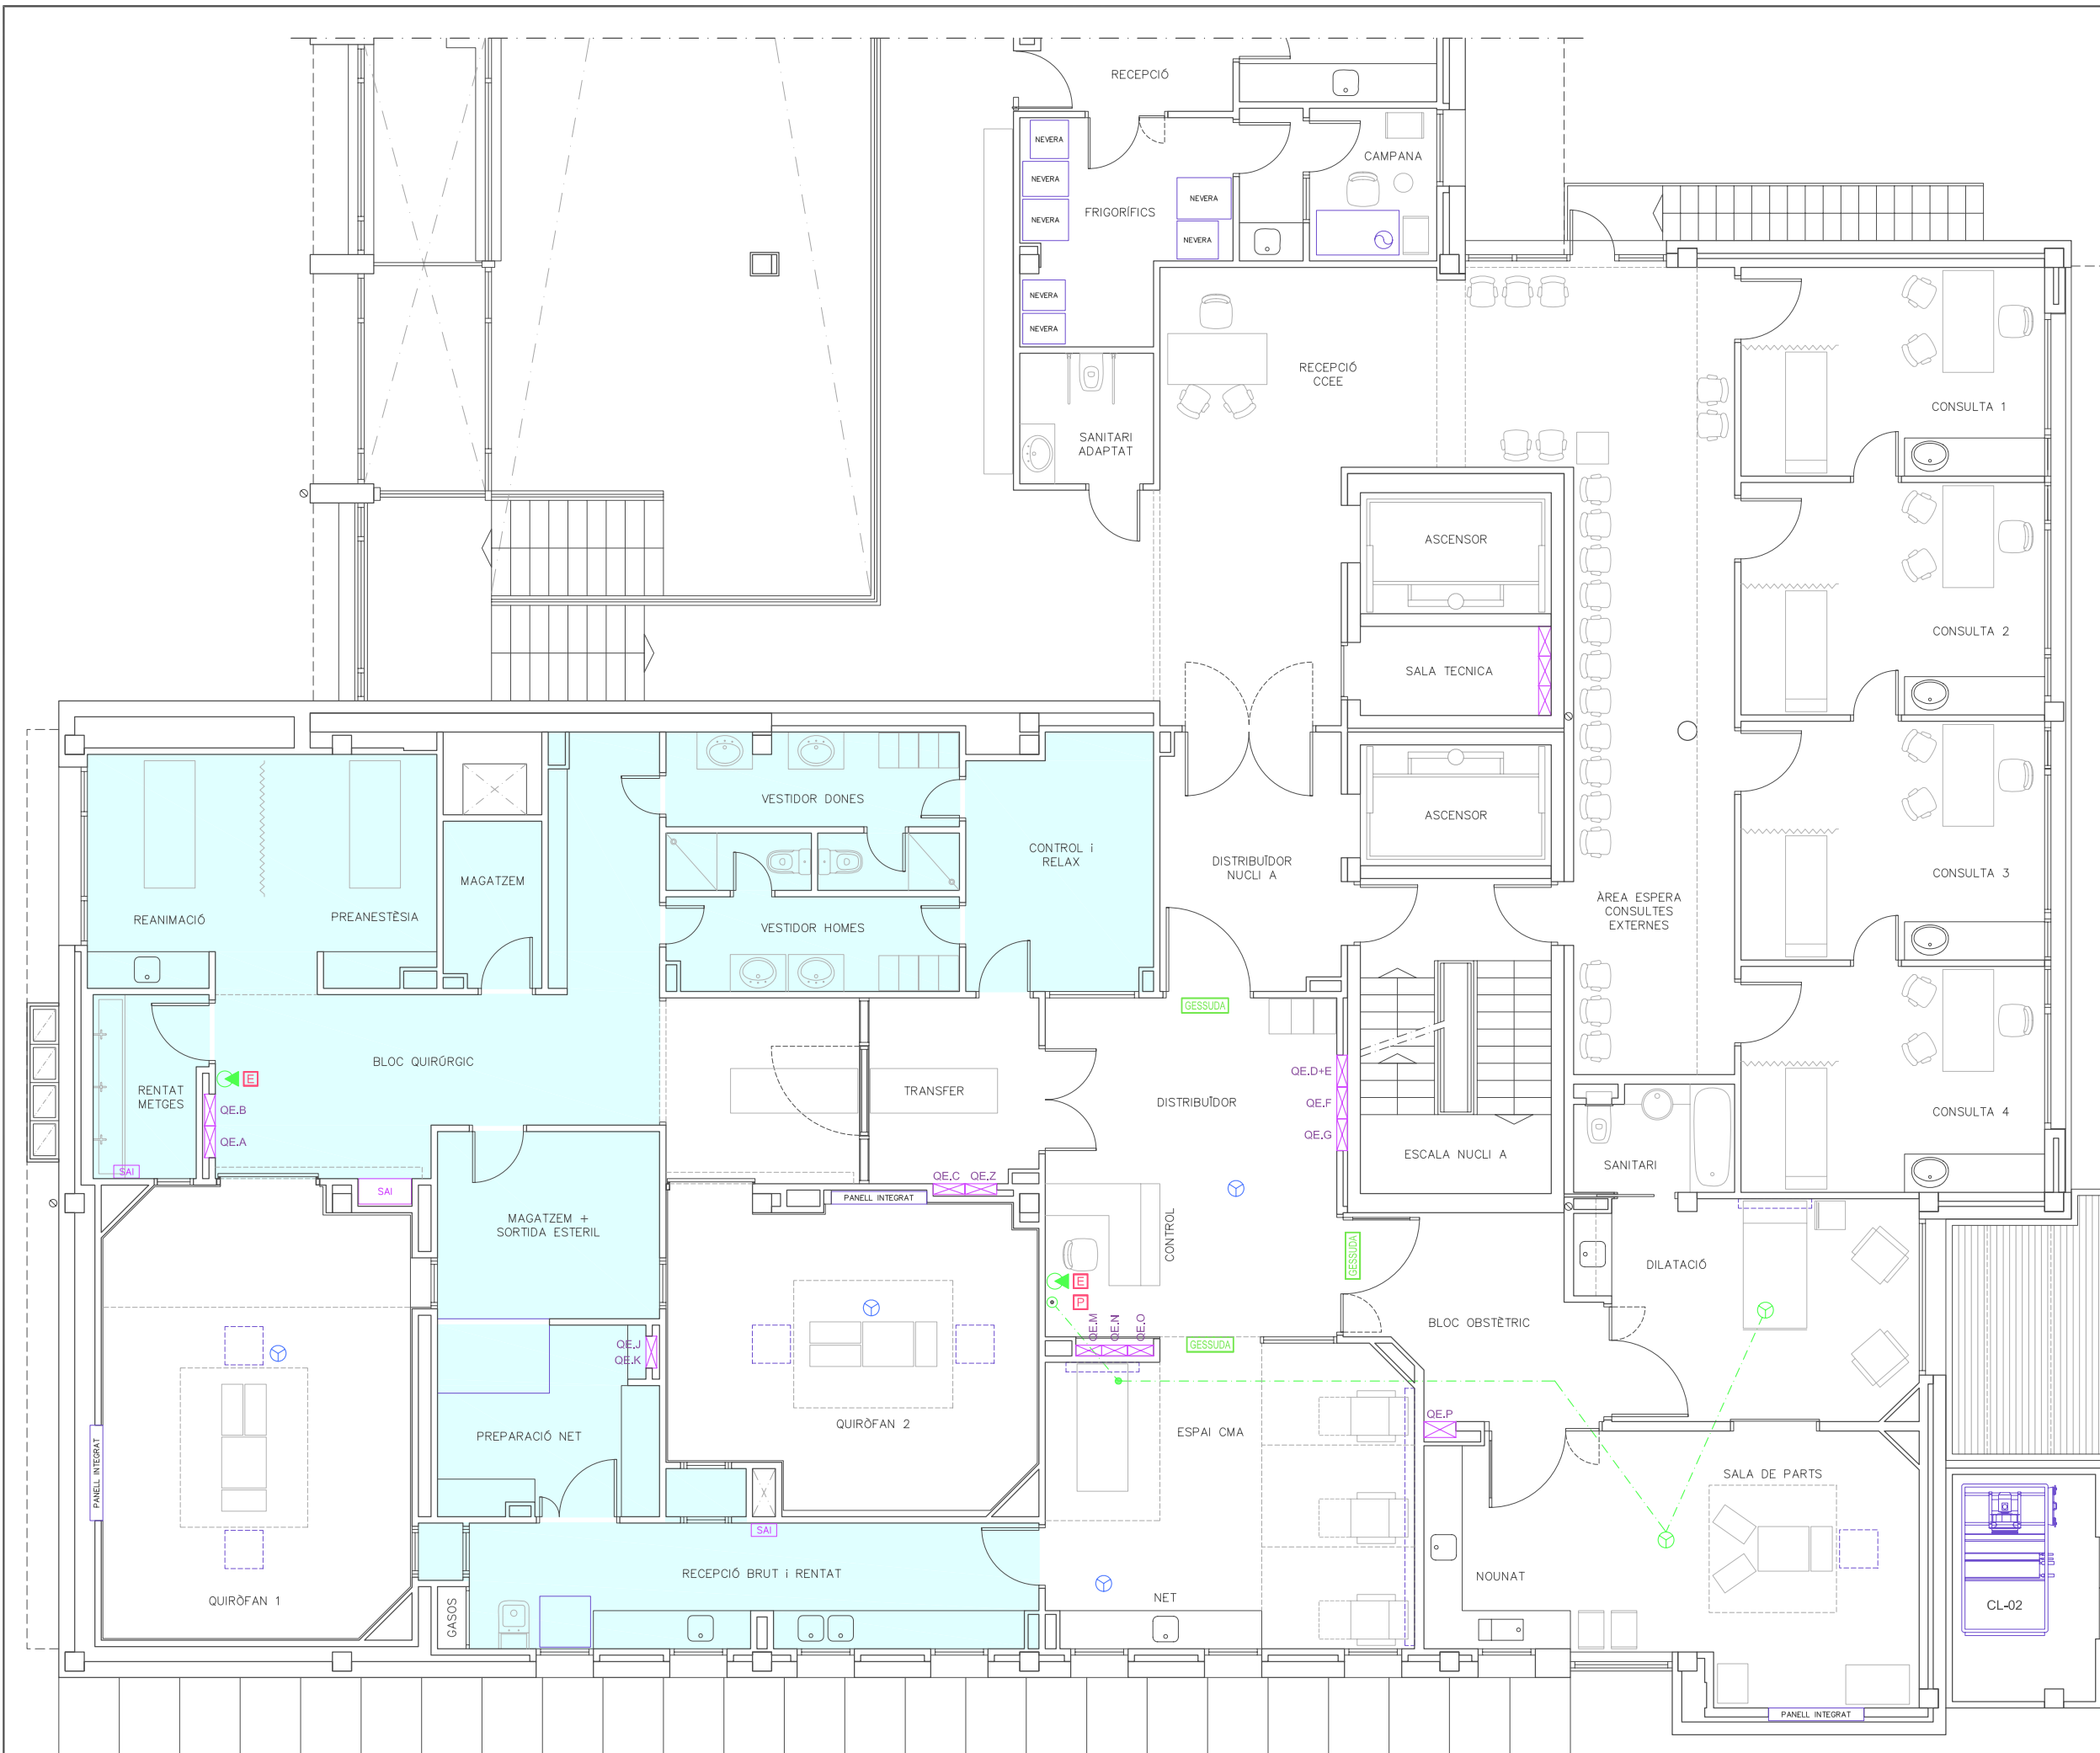 RECEPCIÓ
NEVERA
CAMPANA
NEVERA
NEVERA
FRIGORÍFICS
NEVERA
NEVERA
NEVERA
NEVERA
RECEPCIÓ
CCEE
CONSULTA 1
SANITARI
ADAPTAT
ASCENSOR
CONSULTA 2
SALA TECNICA
VESTIDOR DONES
ASCENSOR
CONTROL i
RELAX
DISTRIBUÏDOR
NUCLI A
CONSULTA 3
MAGATZEM
ÀREA ESPERA
CONSULTES
EXTERNES
REANIMACIÓ
PREANESTÈSIA
VESTIDOR HOMES
GESSUDA
BLOC QUIRÚRGIC
QE.D+E
E
RENTAT
METGES
TRANSFER
DISTRIBUÏDOR
QE.F
QE.B
CONSULTA 4
QE.G
QE.A
ESCALA NUCLI A
SANITARI
SAI
SAI
QE.C
QE.Z
PANELL INTEGRAT
MAGATZEM +
SORTIDA ESTERIL
CONTROL
GESSUDA
DILATACIÓ
E
P
BLOC OBSTÈTRIC
QE.M
QE.N
QE.O
GESSUDA
QE.J
QE.K
QE.P
QUIRÒFAN 2
ESPAI CMA
PREPARACIÓ NET
PANELL INTEGRAT
SALA DE PARTS
SAI
RECEPCIÓ BRUT i RENTAT
NOUNAT
NET
QUIRÒFAN 1
GASOS
CL-02
PANELL INTEGRAT